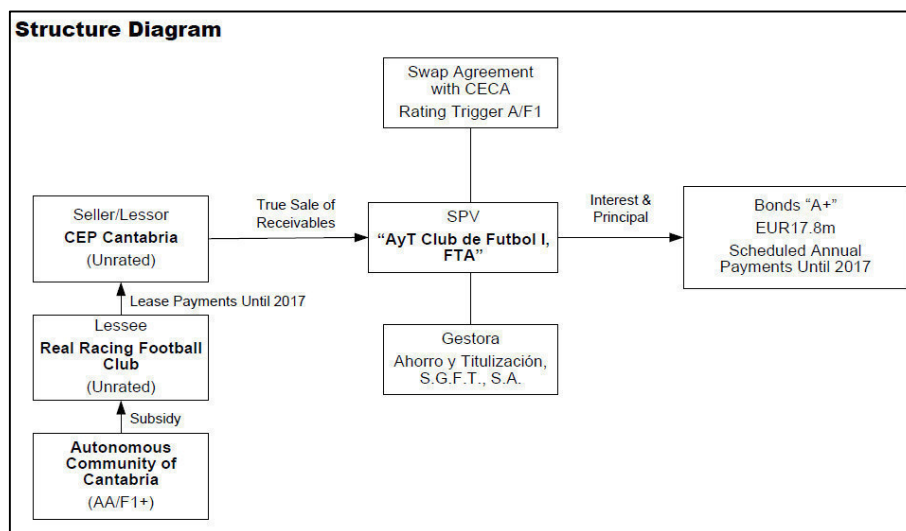 Structure Diagram
Swap Agreement
with CECA
Rating Trigger A/F1
Seller/Lessor
CEP Cantabria
(Unrated)
True Sale of
Receivables
SPV
“AyT Club de Futbol I,
FTA”
Interest &
Principal
Bonds “A+”
EUR17.8m
Scheduled Annual
Payments Until 2017
Lease Payments Until 2017
Lessee
Real Racing Football
Club
(Unrated)
Gestora
Ahorro y Titulización,
S.G.F.T., S.A.
Subsidy
Autonomous
Community of
Cantabria
(AA/F1+)